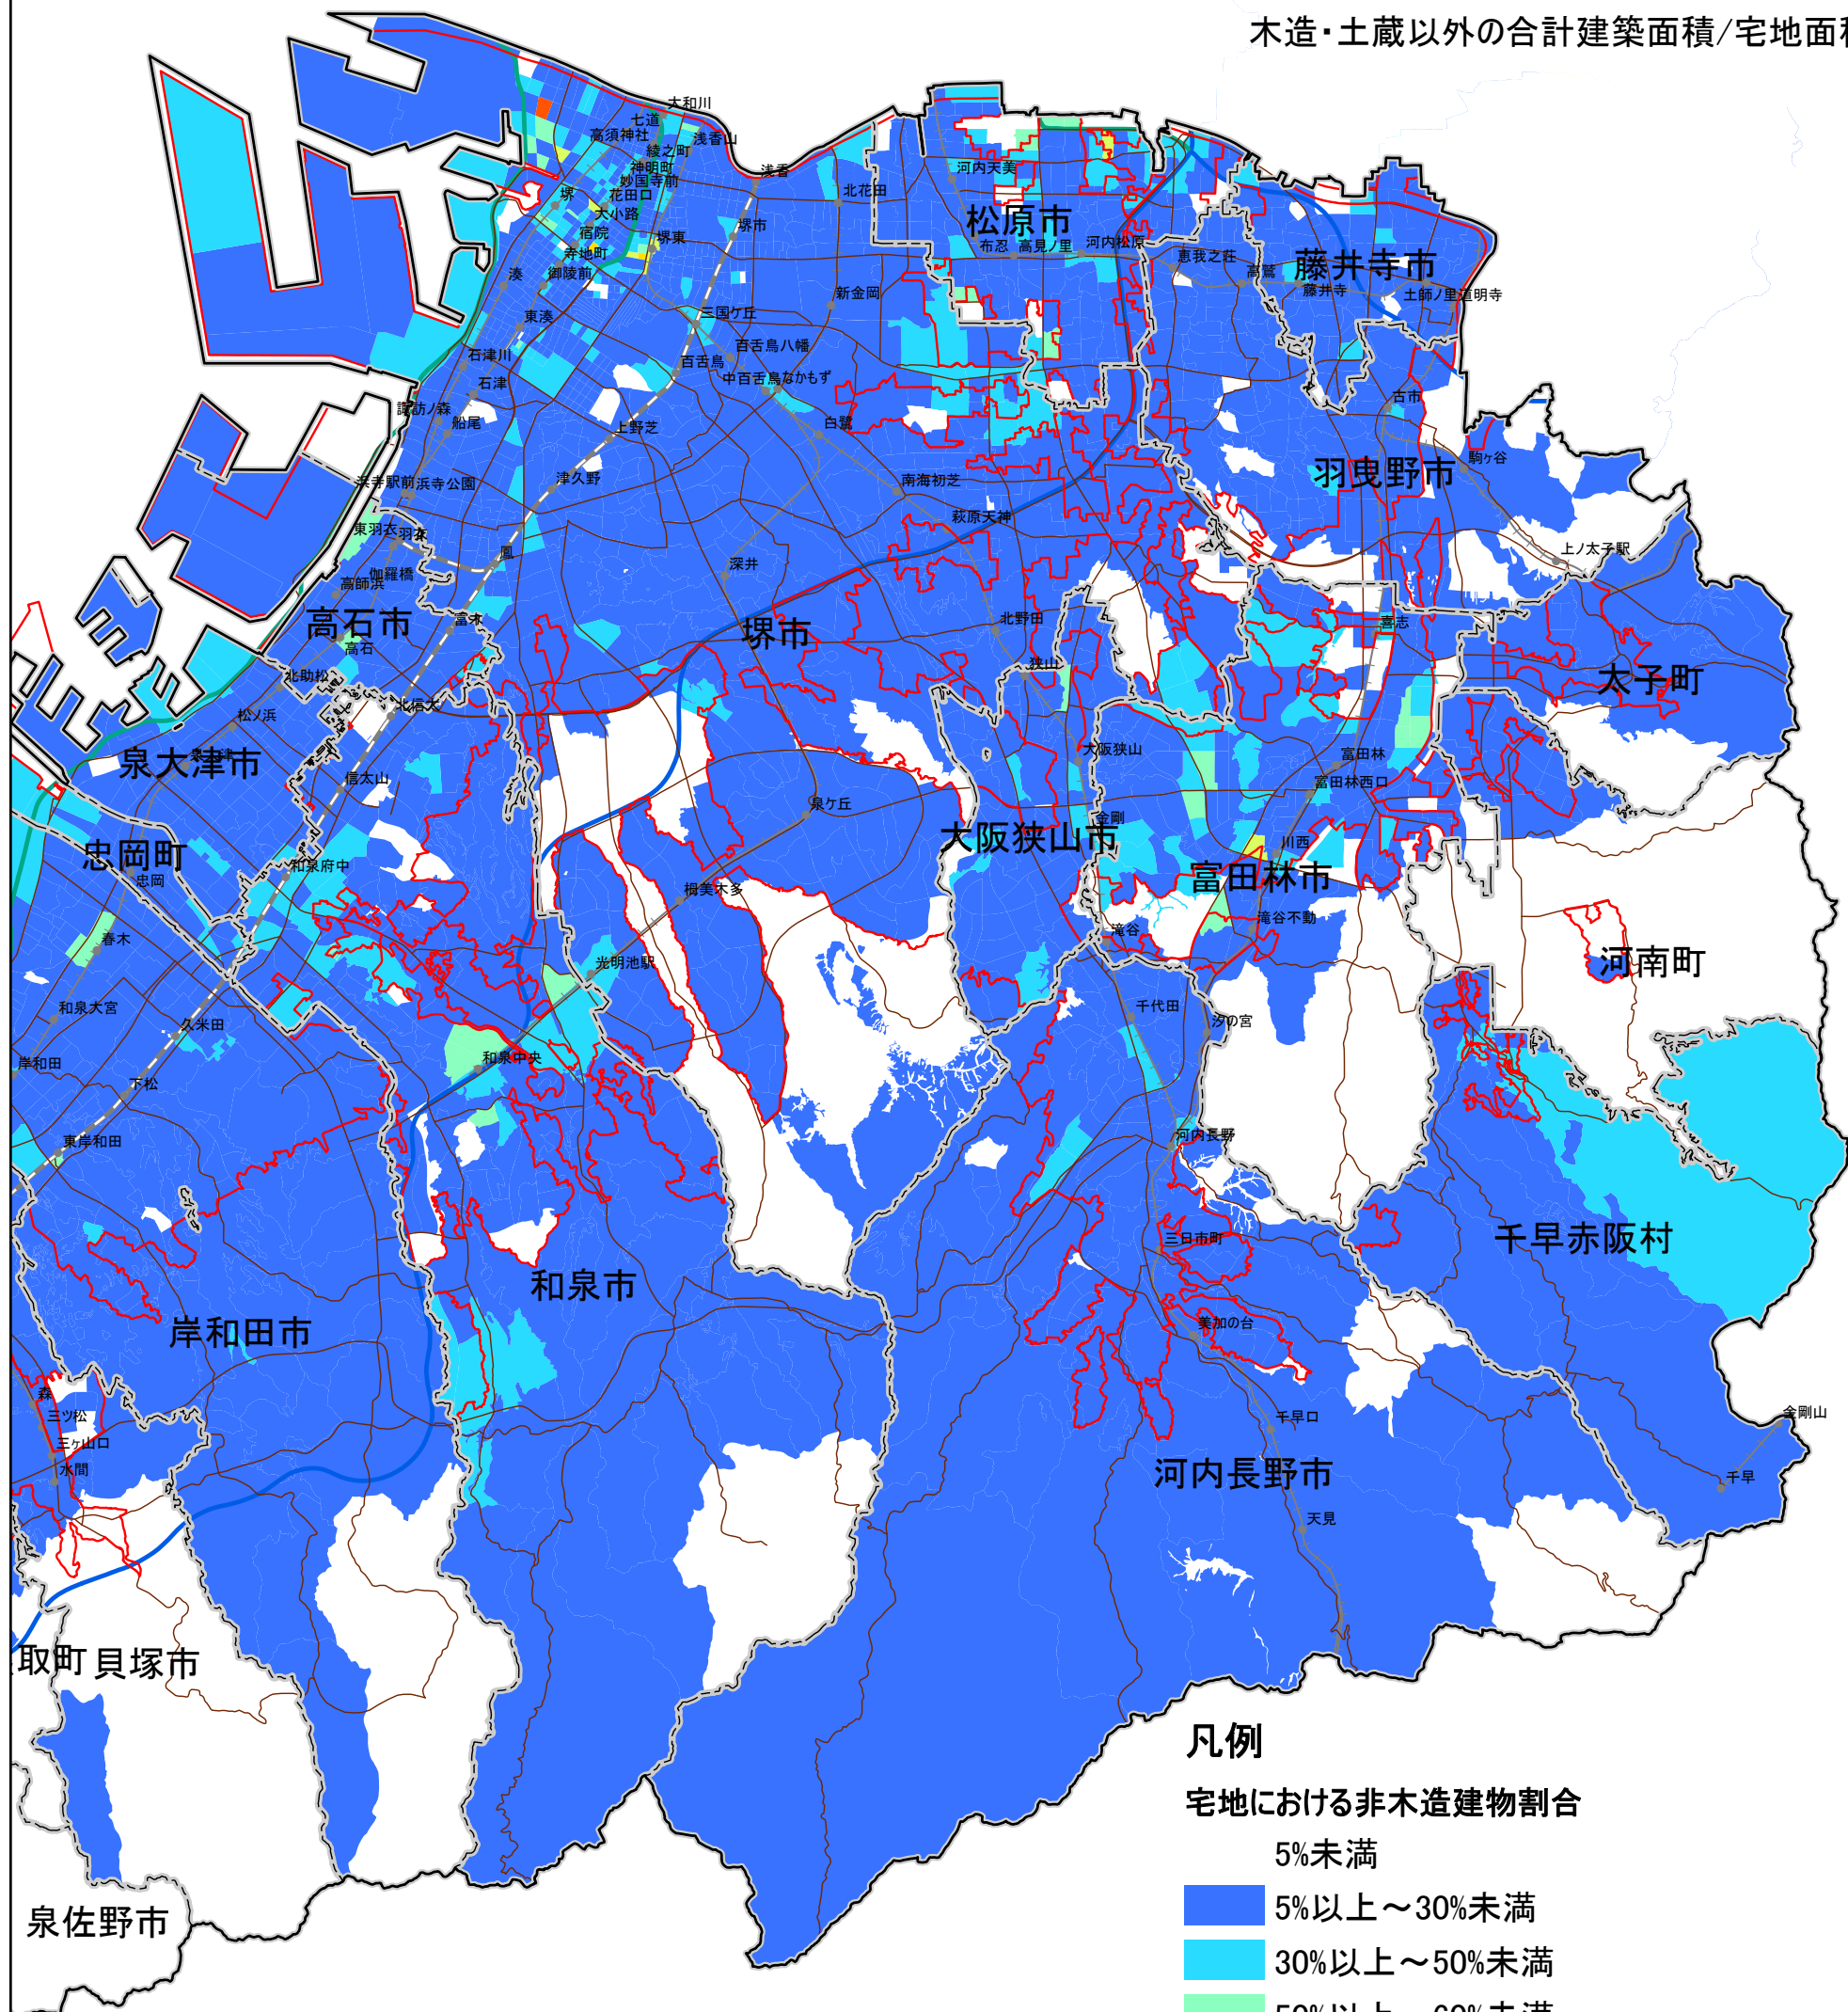 木造・土蔵以外の合計建築面積/宅地面積
大和川
七道
高須神社
浅香山
綾之町
神明町
妙国寺前
浅香
堺
花田口
北花田
大小路
宿院
堺東
堺市
寺地町
湊
御陵前
河内天美
松原市
布忍
高見ノ里
河内松原
恵我之荘
高鷲
藤井寺市
藤井寺
土師ノ里
道明寺
新金岡
東湊
三国ケ丘
石津川
百舌鳥八幡
百舌鳥
石津
中百舌鳥
なかもず
諏訪ノ森
船尾
上野芝
白鷺
古市
駒ヶ谷
羽曳野市
浜寺駅前
浜寺公園
津久野
南海初芝
萩原天神
東羽衣
羽衣
鳳
上ノ太子駅
伽羅橋
高師浜
深井
高石市
富木
北野田
堺市
喜志
高石
狭山
太子町
北助松
北信太
松ノ浜
泉大津市
大阪狭山
富田林
信太山
富田林西口
泉ケ丘
金剛
大阪狭山市
川西
忠岡町
忠岡
和泉府中
富田林市
栂美木多
滝谷不動
滝谷
春木
河南町
光明池駅
和泉大宮
久米田
千代田
汐の宮
岸和田
和泉中央
下松
東岸和田
河内長野
三日市町
千早赤阪村
和泉市
岸和田市
美加の台
森
三ツ松
千早口
金剛山
三ヶ山口
水間
河内長野市
千早
天見
取町
貝塚市
凡例
宅地における非木造建物割合
5%未満
5%以上～30%未満
泉佐野市
30%以上～50%未満
50%以上～60%未満